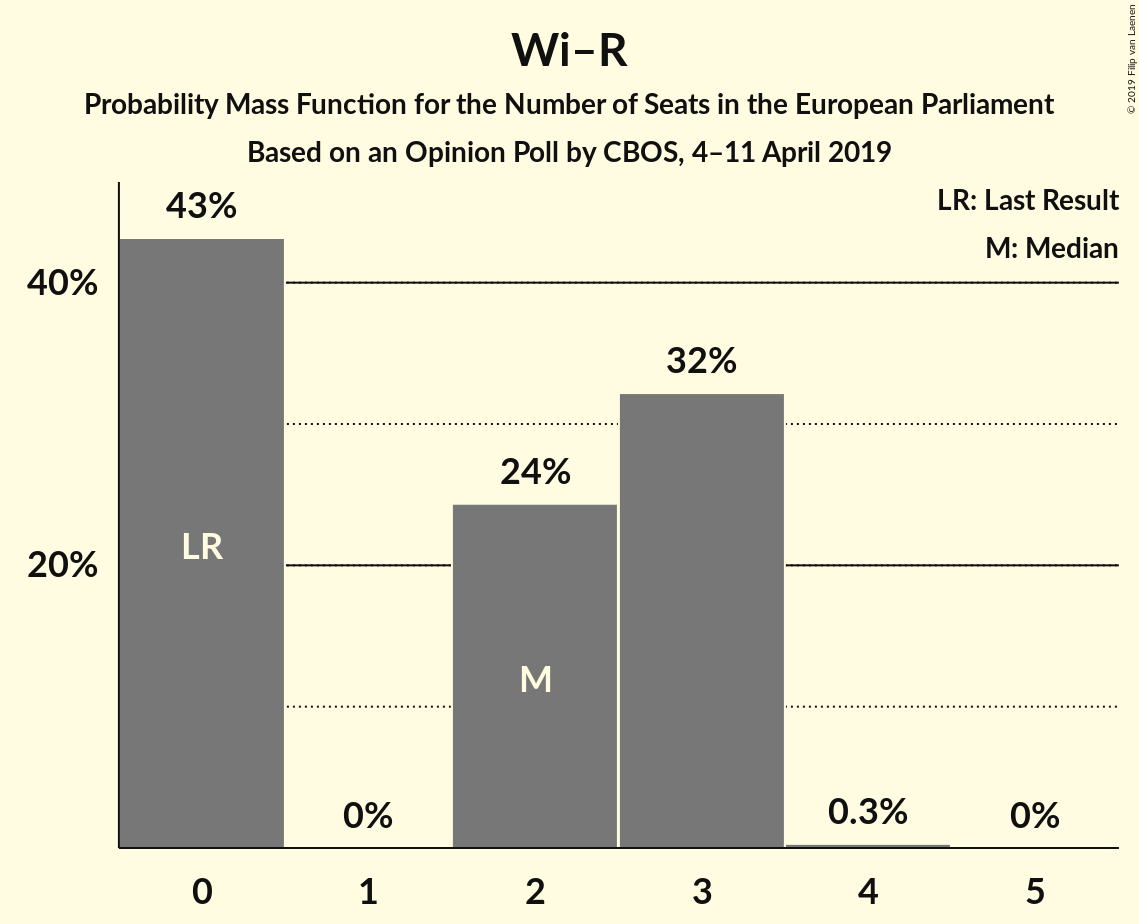 © 2019 Filip van Laenen
Wi–R
Probability Mass Function for the Number of Seats in the European Parliament
Based on an Opinion Poll by CBOS, 4–11 April 2019
LR: Last Result
M: Median
43%
40%
32%
24%
LR
20%
M
0%
0.3%
0%
0 1 2 3 4 5